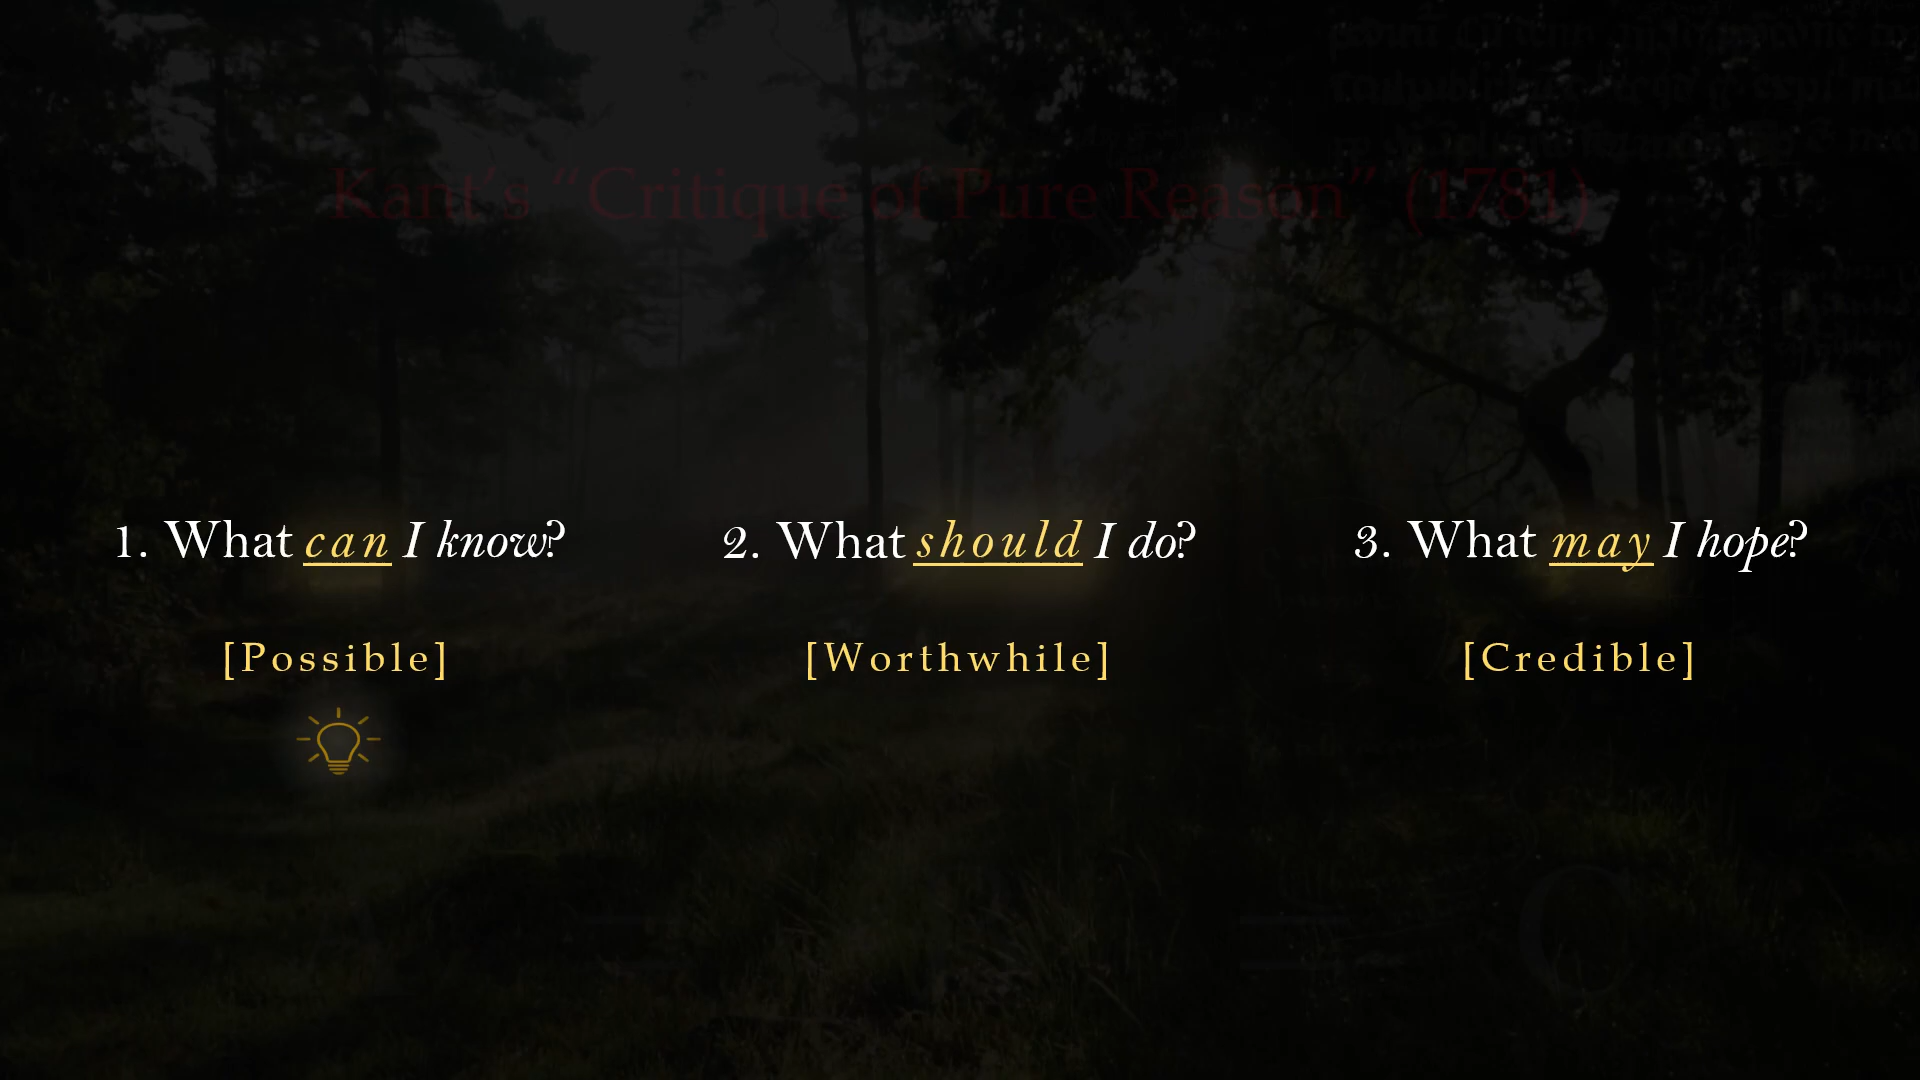 Kant's “Critique of Pure Reason” (1781)
1. What can I know?
2. What should I do?
3. What may I hope?
[Possible]
[Worthwhile]
[Credible]